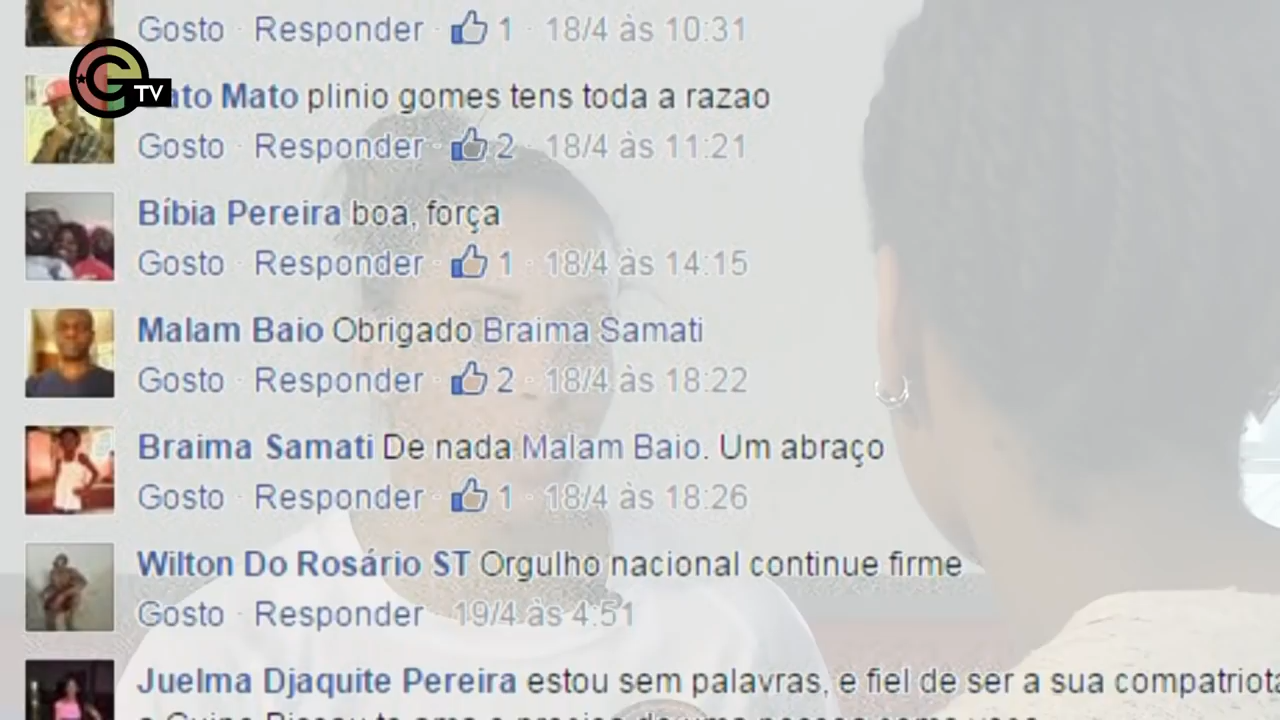 Gosto · Responder · 1 · 18/4 às 10:31
TV
Mato plinio gomes tens toda a razao
Gosto · Responder · 2 · 18/4 às 11:21
Bíbia Pereira boa, força
Gosto · Responder · 1 · 18/4 às 14:15
Malam Baio Obrigado Braima Samati
Gosto · Responder · 2 · 18/4 às 18:22
Braima Samati De nada Malam Baio. Um abraço
Gosto · Responder · 1 · 18/4 às 18:26
Wilton Do Rosário ST Orgulho nacional continue firme
Gosto · Responder · 19/4 às 4:51
Juelma Djaquite Pereira estou sem palavras, e fiel de ser a sua compatriota